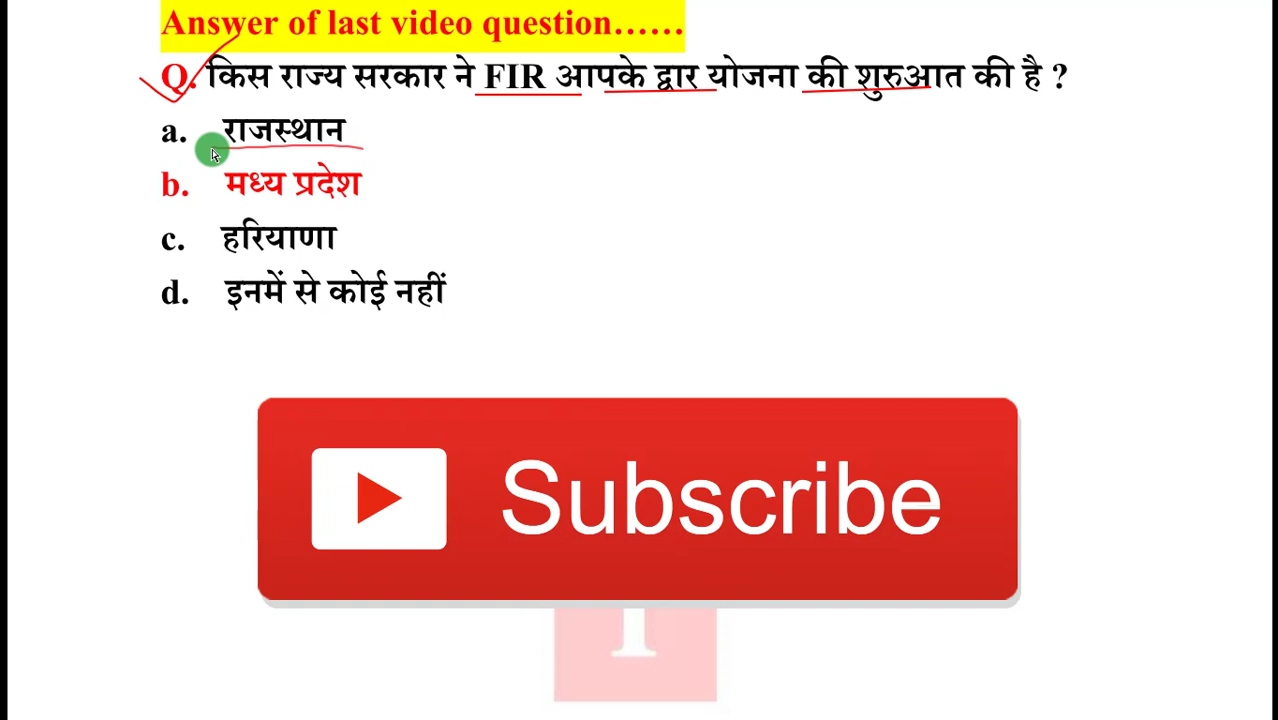 Answer of last video question……
Q. किस राज्य सरकार ने FIR आपके द्वार योजना की शुरुआत की है ?
a. राजस्थान
b. मध्य प्रदेश
c. हरियाणा
d. इनमें से कोई नहीं
Subscribe